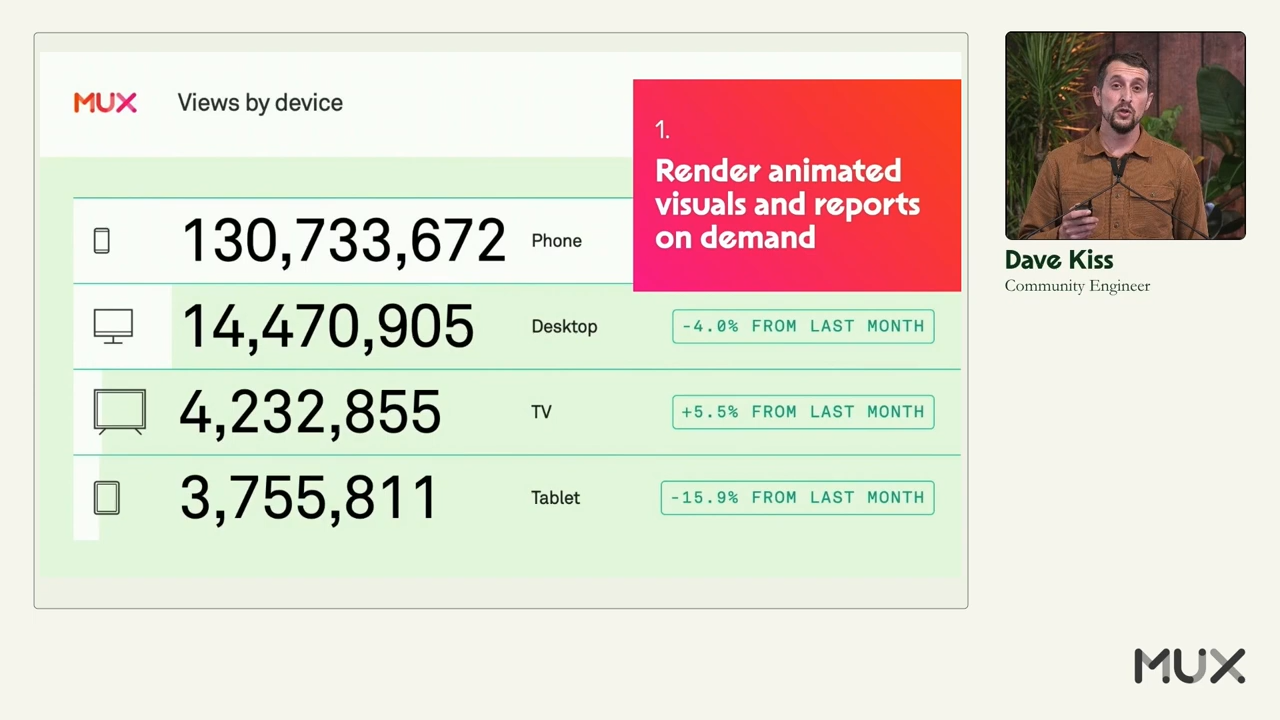 MUX Views by device
1.
Render animated
visuals and reports
on demand
130,733,672 Phone
14,470,905 Desktop -4.0% FROM LAST MONTH
4,232,855 TV +5.5% FROM LAST MONTH
3,755,811 Tablet -15.9% FROM LAST MONTH
Dave Kiss
Community Engineer
MUX